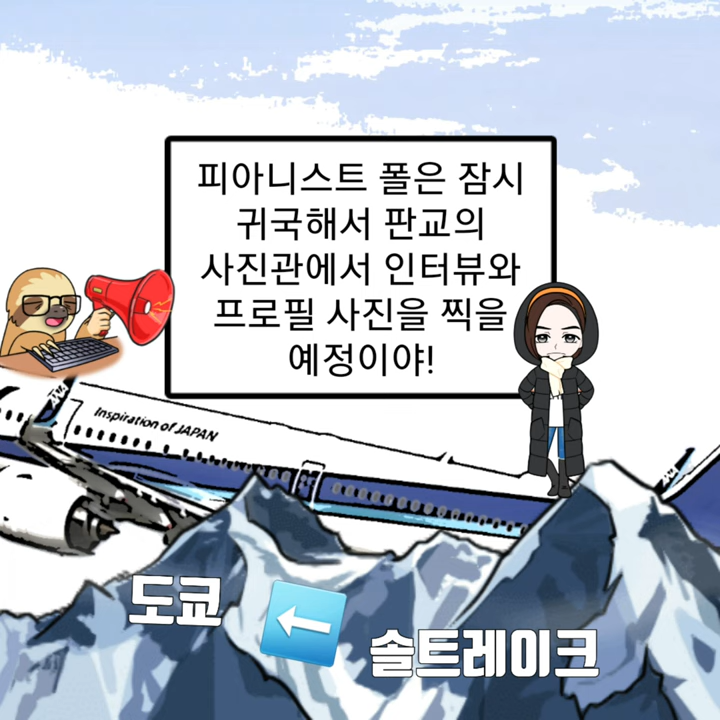 피아니스트 폴은 잠시
귀국해서 판교의
사진관에서 인터뷰와
프로필 사진을 찍을
예정이야!
Inspiration of JAPAN
ANA
도쿄
솔트레이크